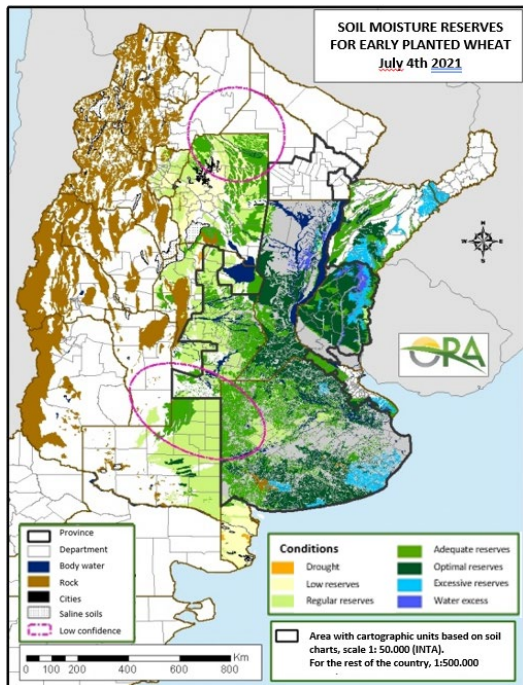 SOIL MOISTURE RESERVES
FOR EARLY PLANTED WHEAT
July 4th 2021
N
W E
S
ORA
Province
Department
Body water
Rock
Cities
Saline soils
Low confidence
Conditions
Drought
Low reserves
Regular reserves
Adequate reserves
Optimal reserves
Excessive reserves
Water excess
0 100 200 400 600 800
Km
Area with cartographic units based on soil
charts, scale 1: 50.000 (INTA).
For the rest of the country, 1:500.000